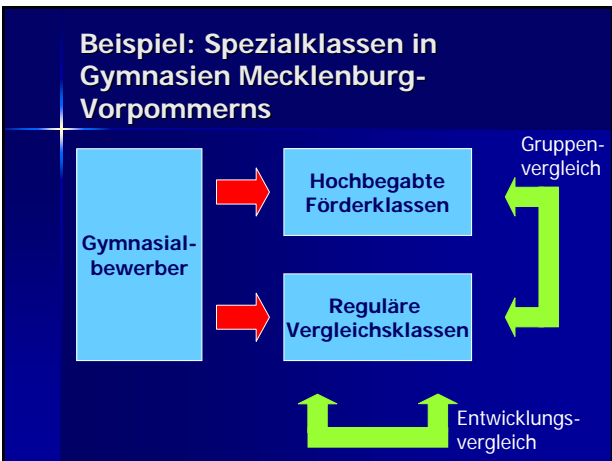 Beispiel: Spezialklassen in
Gymnasien Mecklenburg-
Vorpommerns
Gymnasial-
bewerber
Hochbegabte
Förderklassen
Reguläre
Vergleichsklassen
Gruppen-
vergleich
Entwicklungs-
vergleich